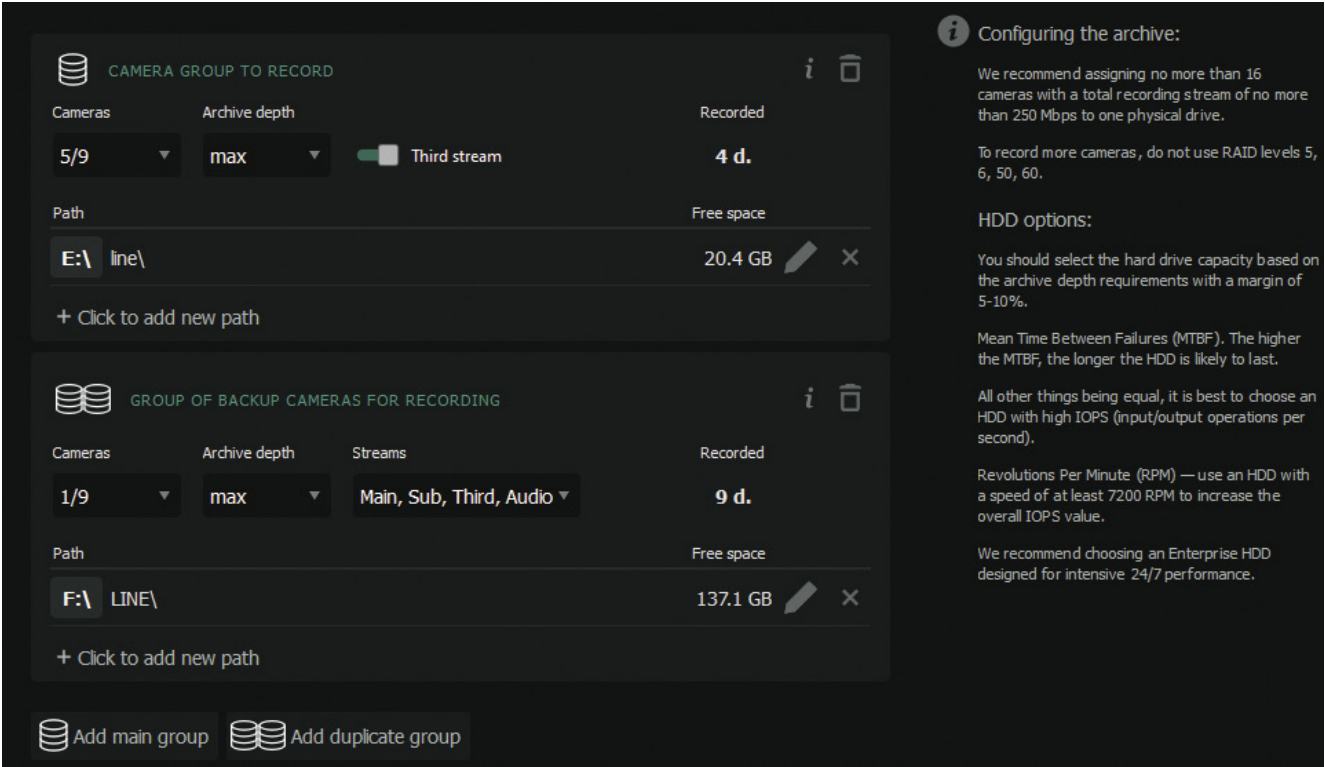 CAMERA GROUP TO RECORD
i
Cameras
Archive depth
Recorded
5/9
max
Third stream
4 d.
Path
Free space
E:\ line\
20.4 GB
+ Click to add new path
GROUP OF BACKUP CAMERAS FOR RECORDING
i
Cameras
Archive depth
Streams
Recorded
1/9
max
Main, Sub, Third, Audio
9 d.
Path
Free space
F:\ LINE\
137.1 GB
+ Click to add new path
Add main group
Add duplicate group
i
Configuring the archive:
We recommend assigning no more than 16
cameras with a total recording stream of no more
than 250 Mbps to one physical drive.
To record more cameras, do not use RAID levels 5,
6, 50, 60.
HDD options:
You should select the hard drive capacity based on
the archive depth requirements with a margin of
5-10%.
Mean Time Between Failures (MTBF). The higher
the MTBF, the longer the HDD is likely to last.
All other things being equal, it is best to choose an
HDD with high IOPS (input/output operations per
second).
Revolutions Per Minute (RPM) — use an HDD with
a speed of at least 7200 RPM to increase the
overall IOPS value.
We recommend choosing an Enterprise HDD
designed for intensive 24/7 performance.